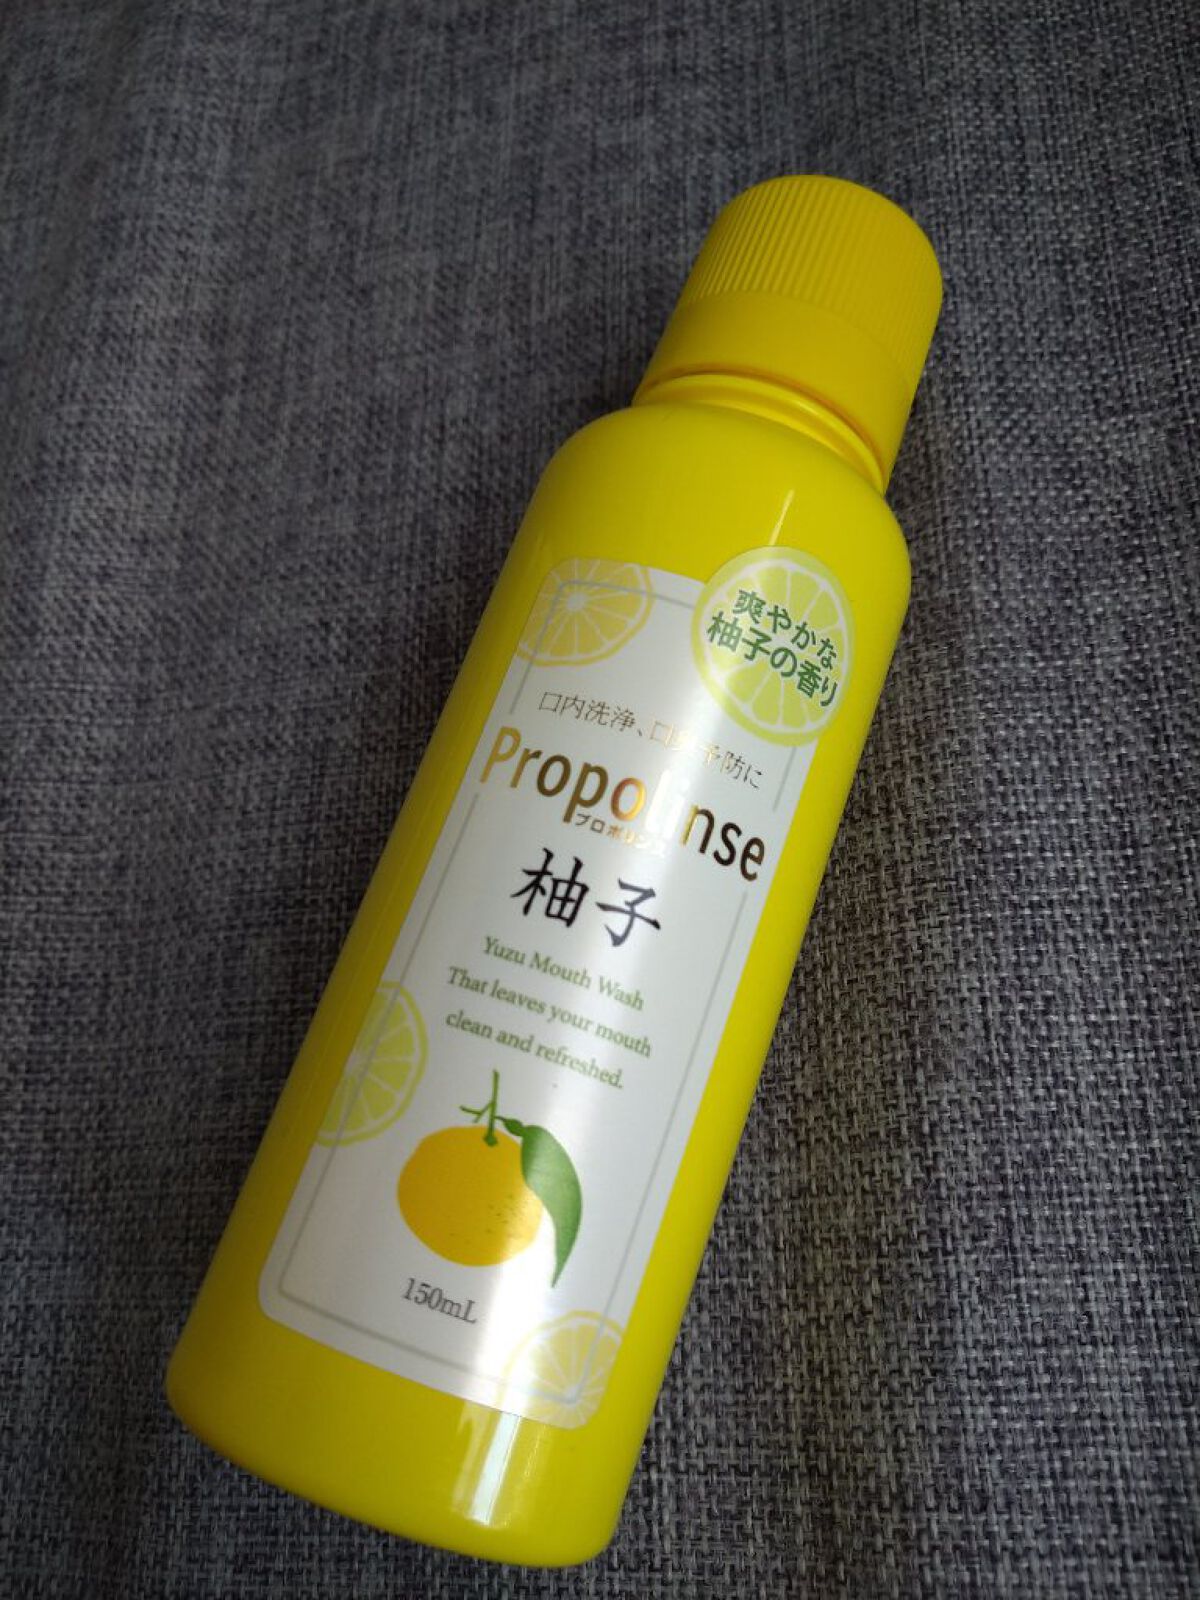 爽やかな
柚子の香り
口内洗浄、口臭予防に
Propolinse
プロポリンス
柚子
Yuzu Mouth Wash
That leaves your mouth
clean and refreshed.
150mL